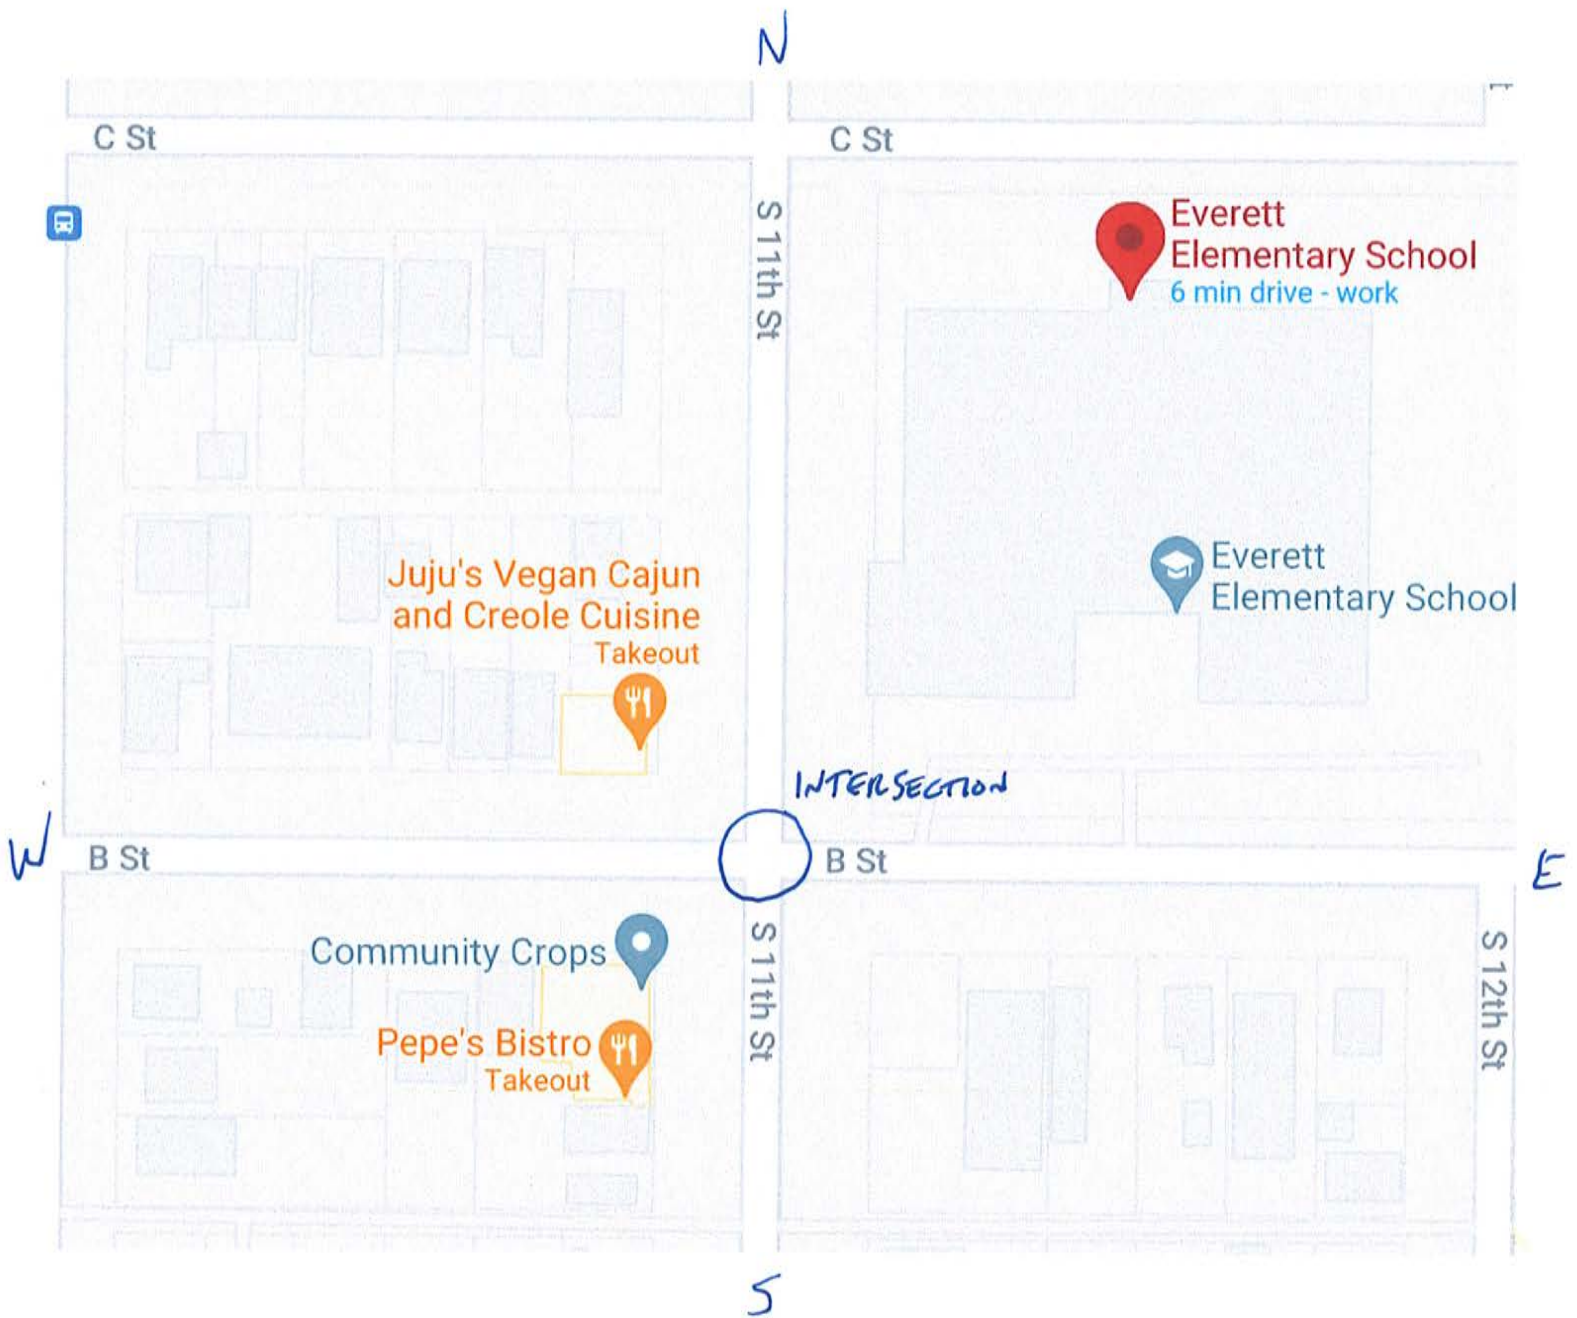 N
C St
C St
S 11th St
Everett
Elementary School
6 min drive - work
Everett
Elementary School
Juju's Vegan Cajun
and Creole Cuisine
Takeout
INTERSECTION
W
B St
B St
E
Community Crops
S 11th St
S 12th St
Pepe's Bistro
Takeout
S